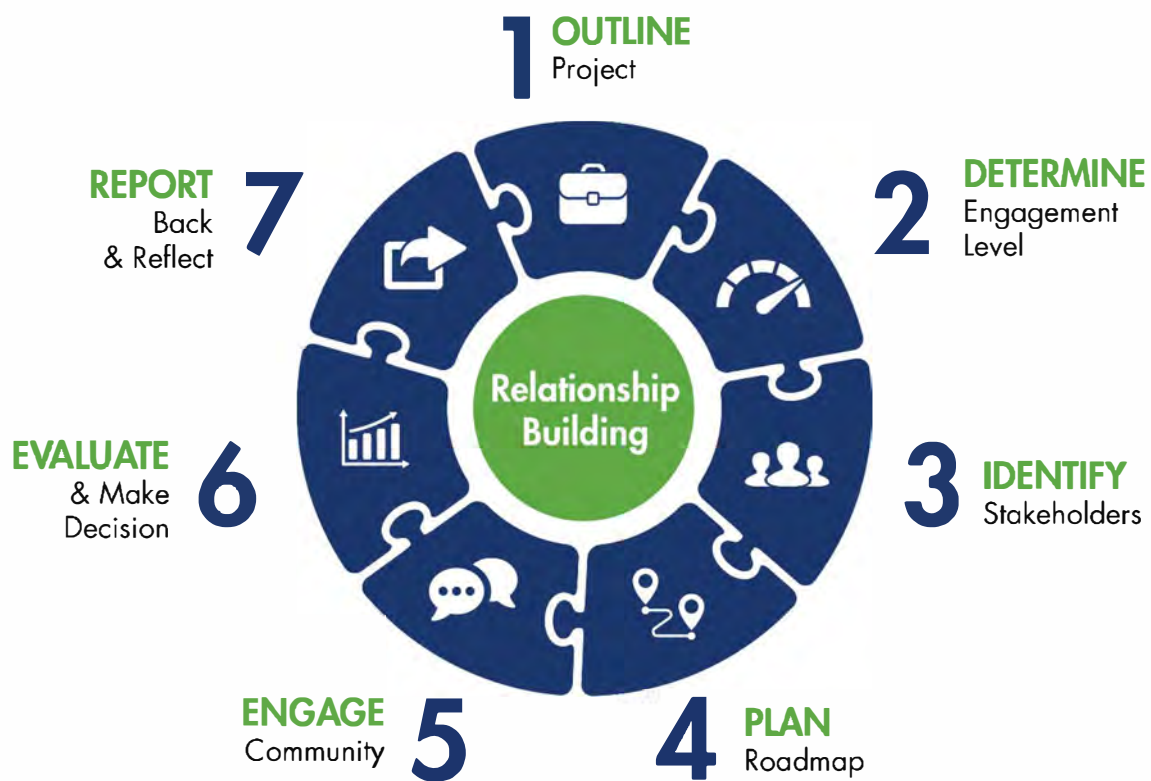 1 OUTLINE
Project
2 DETERMINE
Engagement
Level
3 IDENTIFY
Stakeholders
4 PLAN
Roadmap
5 ENGAGE
Community
6 EVALUATE
& Make
Decision
7 REPORT
Back
& Reflect
Relationship
Building